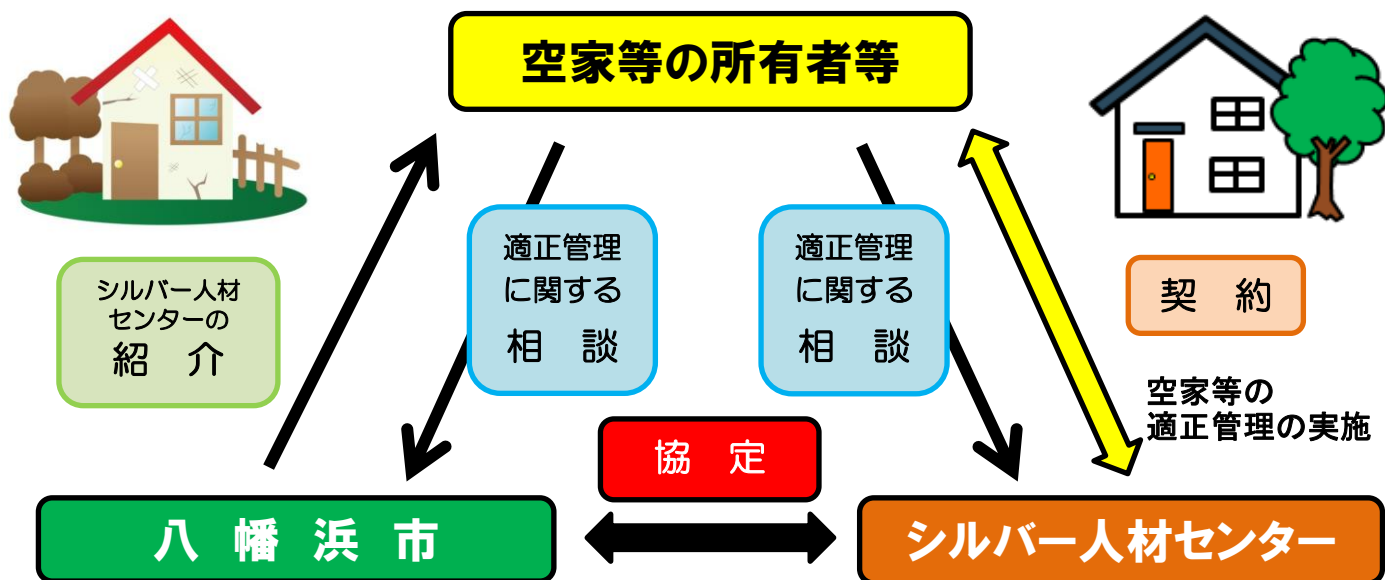 空家等の所有者等
シルバー人材
センターの
紹　介
適正管理
に関する
相　談
適正管理
に関する
相　談
契　約
空家等の
適正管理の実施
協　定
八　幡　浜　市
シルバー人材センター